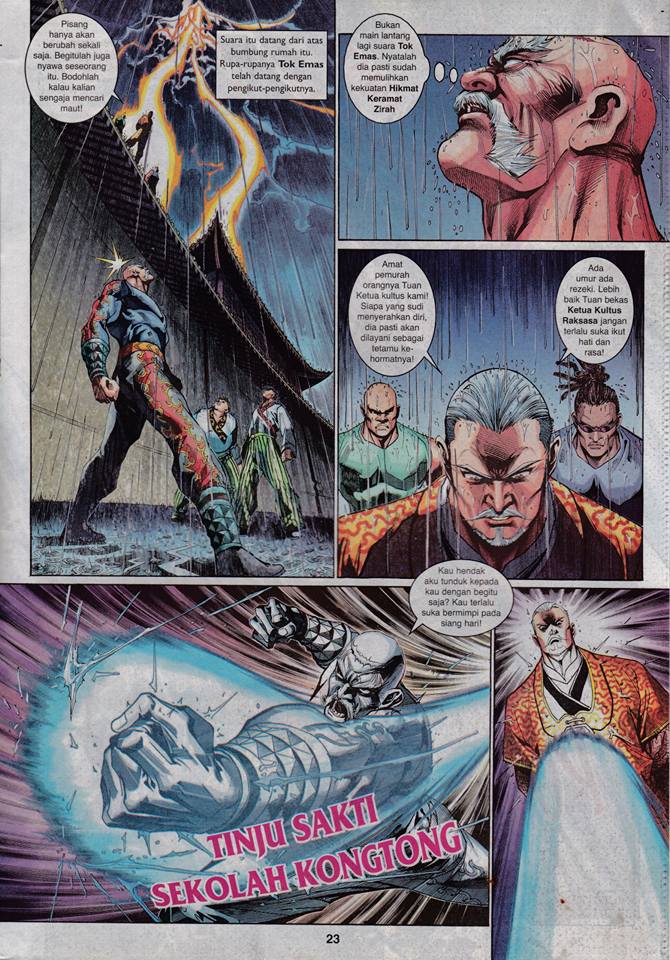 Pisang
hanya akan
berubah sekali
saja. Begitulah juga
nyawa seseorang
itu. Bodohlah
kalau kalian
sengaja mencari
maut!
Suara itu datang dari atas
bumbung rumah itu.
Rupa-rupanya Tok Emas
telah datang dengan
pengikut-pengikutnya.
Bukan
main lantang
lagi suara Tok
Emas. Nyatalah
dia pasti sudah
memulihkan
kekuatan Hikmat
Keramat
Zirah
Amat
pemurah
orangnya Tuan
Ketua kultus kami!
Siapa yang sudi
menyerahkan diri,
dia pasti akan
dilayani sebagai
tetamu ke-
hormatnya!
Ada
umur ada
rezeki. Lebih
baik Tuan bekas
Ketua Kultus
Raksasa jangan
terlalu suka ikut
hati dan
rasa!
Kau hendak
aku tunduk kepada
kau dengan begitu
saja? Kau terlalu
suka bermimpi pada
siang hari!
TINJU SAKTI
SEKOLAH KONGTONG
23